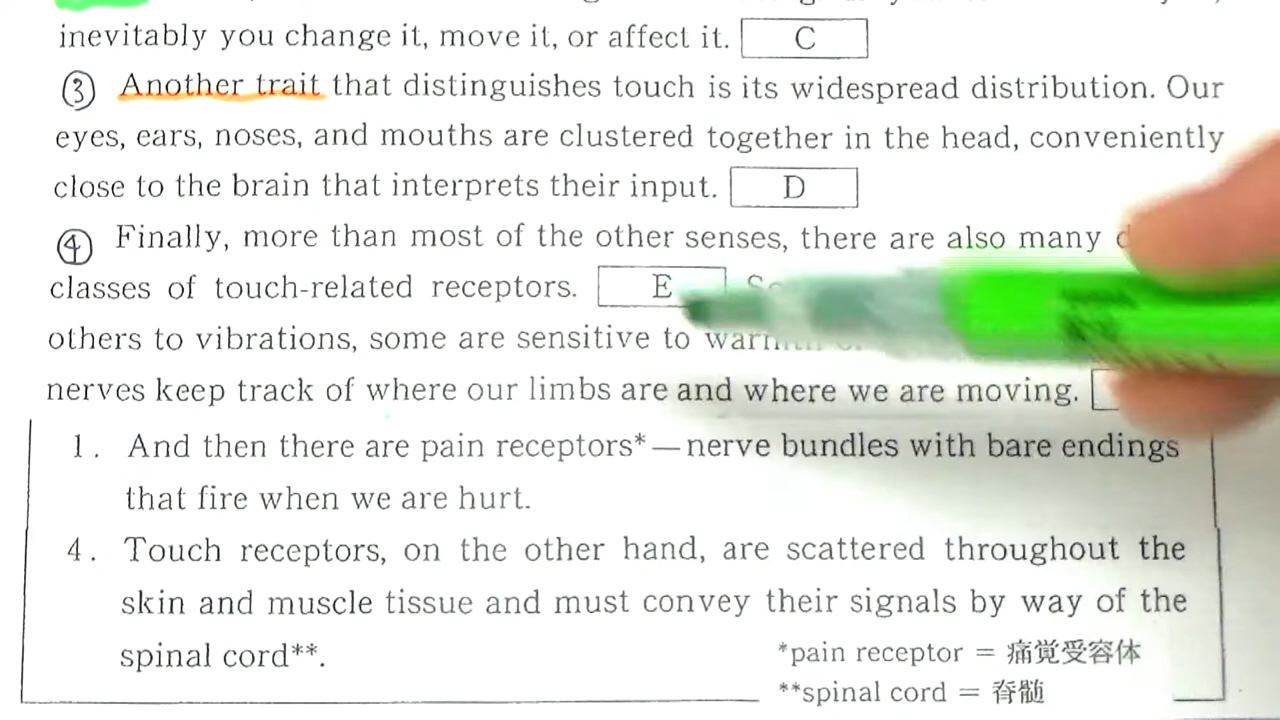 inevitably you change it, move it, or affect it. C
③ Another trait that distinguishes touch is its widespread distribution. Our
eyes, ears, noses, and mouths are clustered together in the head, conveniently
close to the brain that interprets their input. D
④ Finally, more than most of the other senses, there are also many
classes of touch-related receptors. E
others to vibrations, some are sensitive to
nerves keep track of where our limbs are and where we are moving.
1. And then there are pain receptors*—nerve bundles with bare endings
that fire when we are hurt.
4. Touch receptors, on the other hand, are scattered throughout the
skin and muscle tissue and must convey their signals by way of the
spinal cord**.
*pain receptor = 痛覚受容体
**spinal cord = 脊髄